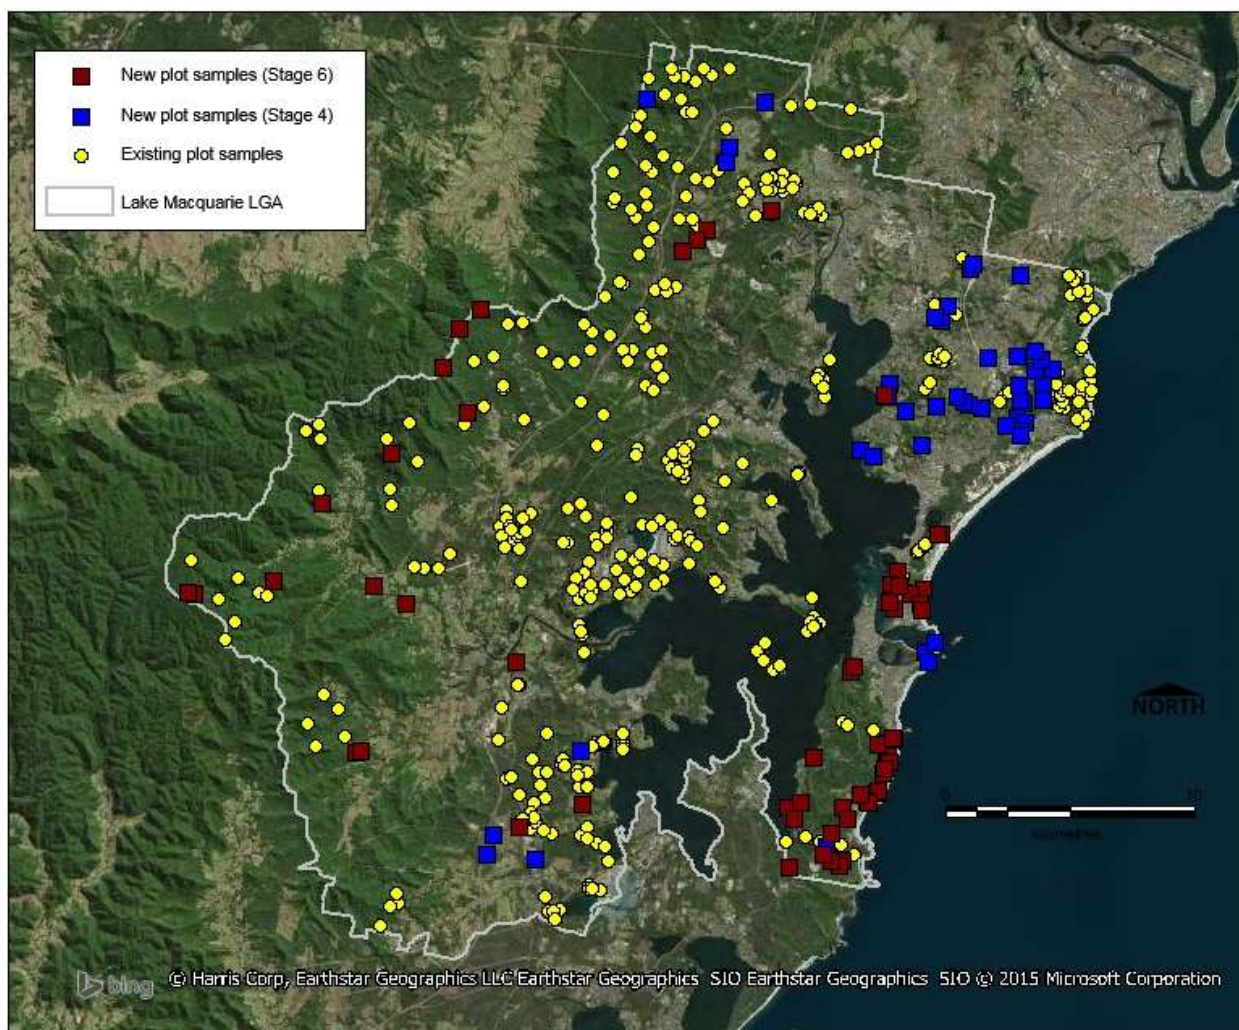 New plot samples (Stage 6)
New plot samples (Stage 4)
Existing plot samples
Lake Macquarie LGA
NORTH
0 10
kilometres
bing © Harris Corp, Earthstar Geographics LLC Earthstar Geographics SIO Earthstar Geographics SIO © 2015 Microsoft Corporation